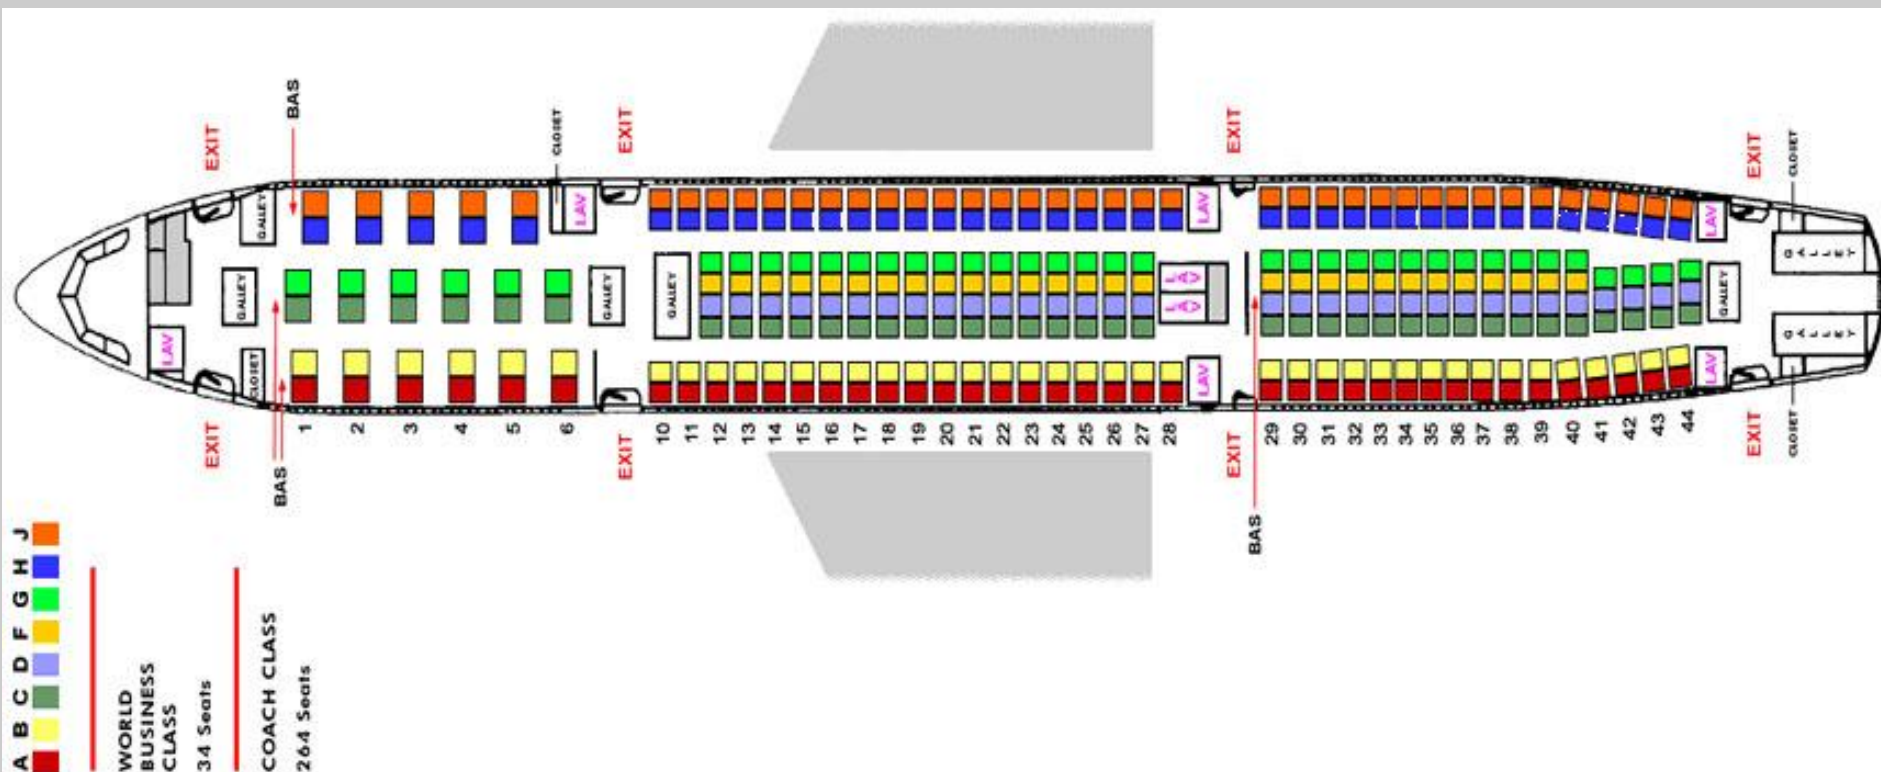 BAS
EXIT
CLOSET
EXIT
EXIT
EXIT
CLOSET
GALLEY
LAV
LAV
LAV
GALLEY
GALLEY
GALLEY
GALLEY
LAV
LAV
GALLEY
GALLEY
LAV
CLOSET
LAV
LAV
GALLEY
EXIT
1 2 3 4 5 6
EXIT
10 11 12 13 14 15 16 17 18 19 20 21 22 23 24 25 26 27 28
EXIT
29 30 31 32 33 34 35 36 37 38 39 40 41 42 43 44
EXIT
CLOSET
BAS
BAS
A B C D F G H J
WORLD
BUSINESS
CLASS
34 Seats
COACH CLASS
264 Seats